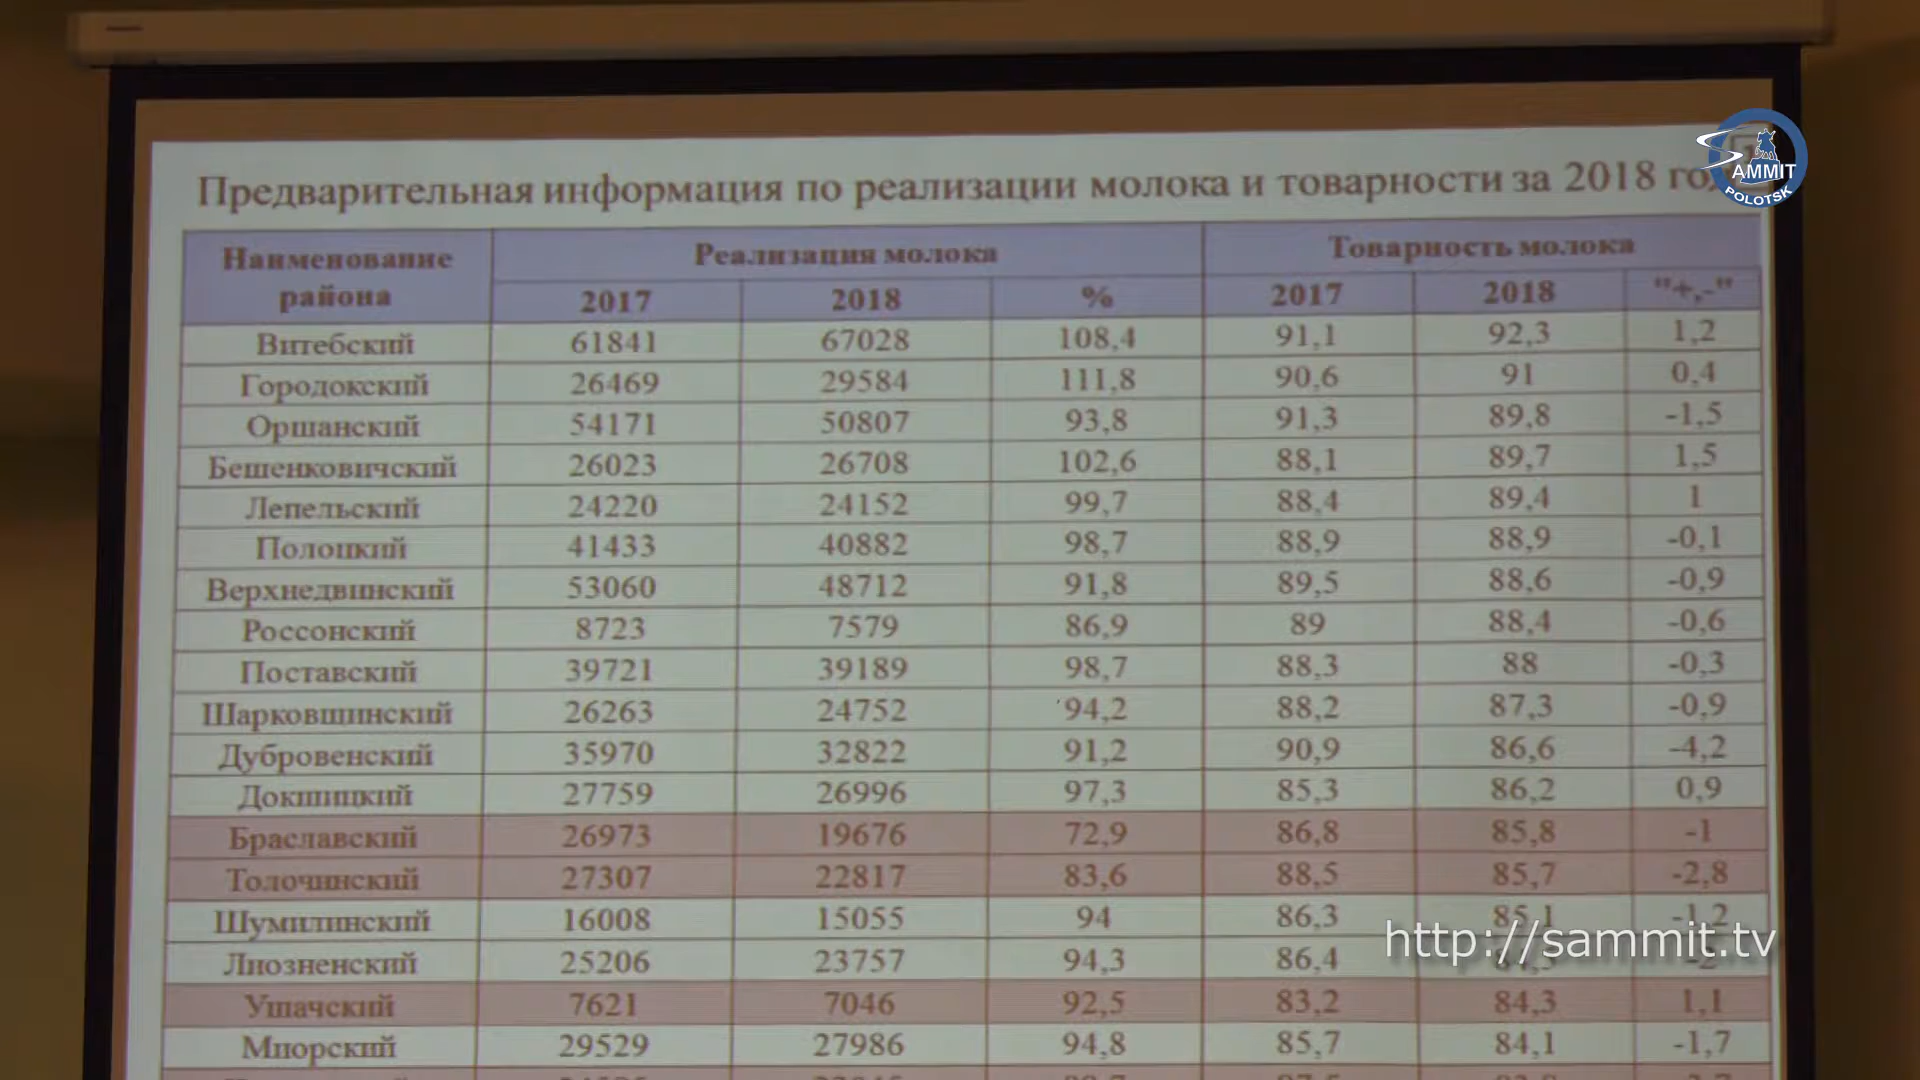 AMMIT
POLOTSK
Предварительная информация по реализации молока и товарности за 2018
Наименование района Реализация молока Товарность молока
2017 2018 % 2017 2018 "+,-"
Витебский 61841 67028 108,4 91,1 92,3 1,2
Городокский 26469 29584 111,8 90,6 91 0,4
Оршанский 54171 50807 93,8 91,3 89,8 -1,5
Бешенковичский 26023 26708 102,6 88,1 89,7 1,5
Лепельский 24220 24152 99,7 88,4 89,4 1
Полоцкий 41433 40882 98,7 88,9 88,9 -0,1
Верхнедвинский 53060 48712 91,8 89,5 88,6 -0,9
Россонский 8723 7579 86,9 89 88,4 -0,6
Поставский 39721 39189 98,7 88,3 88 -0,3
Шарковщинский 26263 24752 94,2 88,2 87,3 -0,9
Дубровенский 35970 32822 91,2 90,9 86,6 -4,2
Докшицкий 27759 26996 97,3 85,3 86,2 0,9
Браславский 26973 19676 72,9 86,8 85,8 -1
Толочинский 27307 22817 83,6 88,5 85,7 -2,8
Шумилинский 16008 15055 94 86,3 85,1 -1,2
Лиозненский 25206 23757 94,3 86,4
http://sammit.tv
Ушачский 7621 7046 92,5 83,2 84,3 1,1
Миорский 29529 27986 94,8 85,7 84,1 -1,7